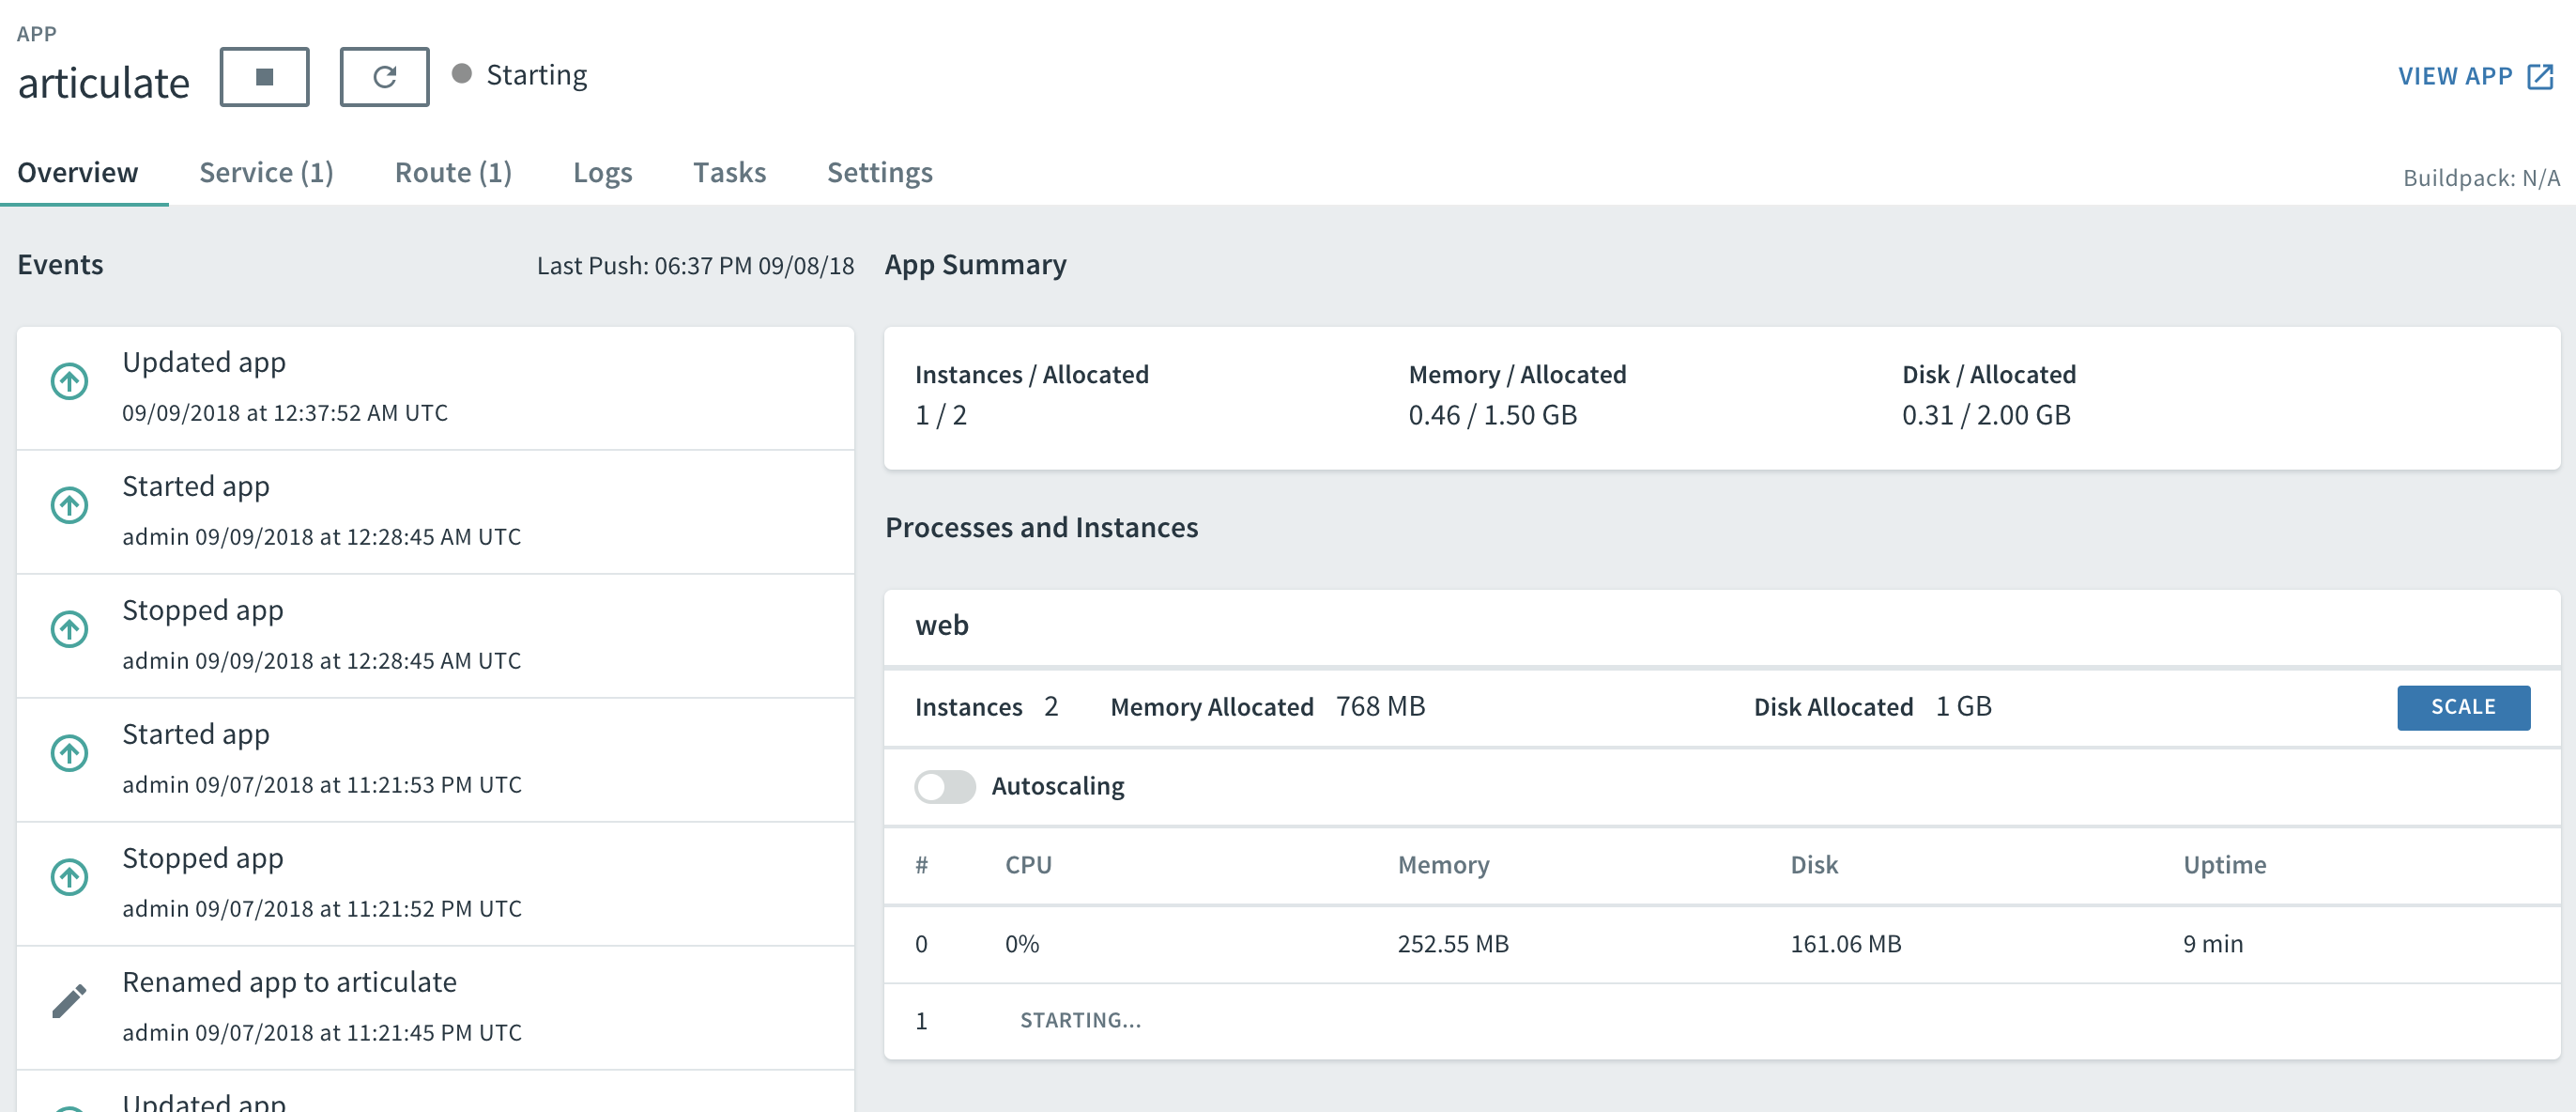 APP
articulate
Starting
VIEW APP
Overview Service (1) Route (1) Logs Tasks Settings
Buildpack: N/A
Events
Last Push: 06:37 PM 09/08/18
Updated app
09/09/2018 at 12:37:52 AM UTC
Started app
admin 09/09/2018 at 12:28:45 AM UTC
Stopped app
admin 09/09/2018 at 12:28:45 AM UTC
Started app
admin 09/07/2018 at 11:21:53 PM UTC
Stopped app
admin 09/07/2018 at 11:21:52 PM UTC
Renamed app to articulate
admin 09/07/2018 at 11:21:45 PM UTC
Updated app
App Summary
Instances / Allocated Memory / Allocated Disk / Allocated
1 / 2 0.46 / 1.50 GB 0.31 / 2.00 GB
Processes and Instances
web
Instances 2 Memory Allocated 768 MB Disk Allocated 1 GB SCALE
Autoscaling
# CPU Memory Disk Uptime
0 0% 252.55 MB 161.06 MB 9 min
1 STARTING...